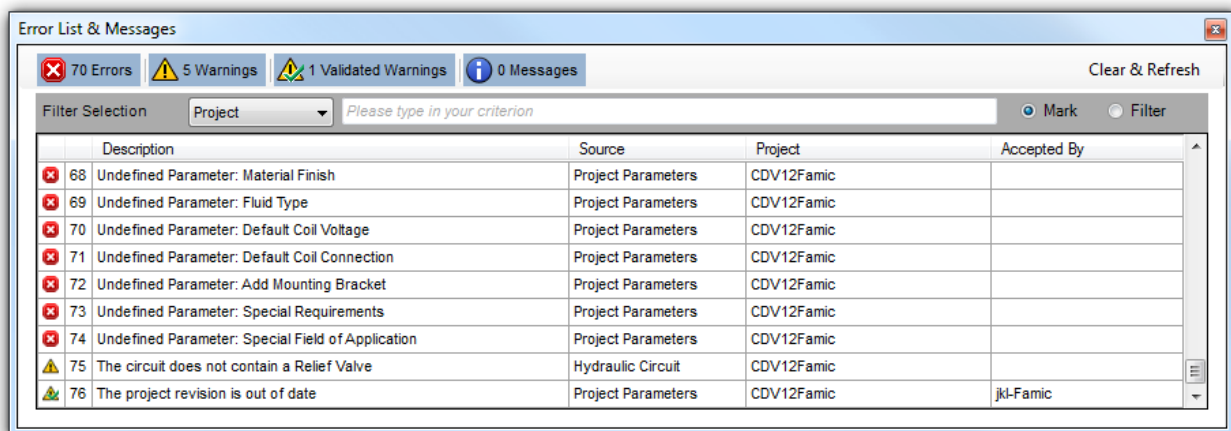 Error List & Messages
70 Errors 5 Warnings 1 Validated Warnings 0 Messages Clear & Refresh
Filter Selection Project Please type in your criterion Mark Filter
Description Source Project Accepted By
68 Undefined Parameter: Material Finish Project Parameters CDV12Famic
69 Undefined Parameter: Fluid Type Project Parameters CDV12Famic
70 Undefined Parameter: Default Coil Voltage Project Parameters CDV12Famic
71 Undefined Parameter: Default Coil Connection Project Parameters CDV12Famic
72 Undefined Parameter: Add Mounting Bracket Project Parameters CDV12Famic
73 Undefined Parameter: Special Requirements Project Parameters CDV12Famic
74 Undefined Parameter: Special Field of Application Project Parameters CDV12Famic
75 The circuit does not contain a Relief Valve Hydraulic Circuit CDV12Famic
76 The project revision is out of date Project Parameters CDV12Famic jkl-Famic